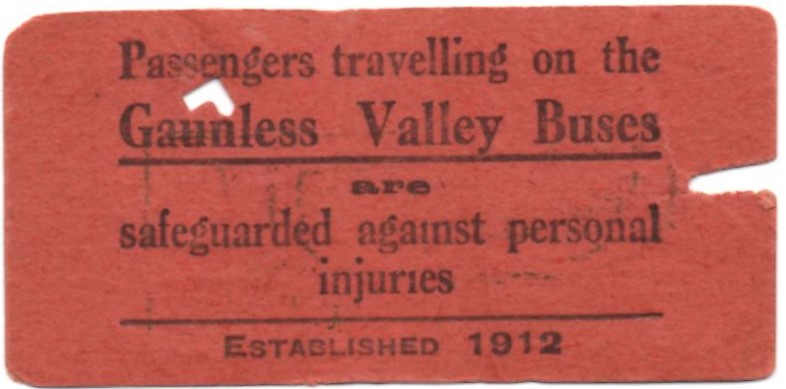 Passengers travelling on the
Gaunless Valley Buses
are
safeguarded against personal
injuries
ESTABLISHED 1912